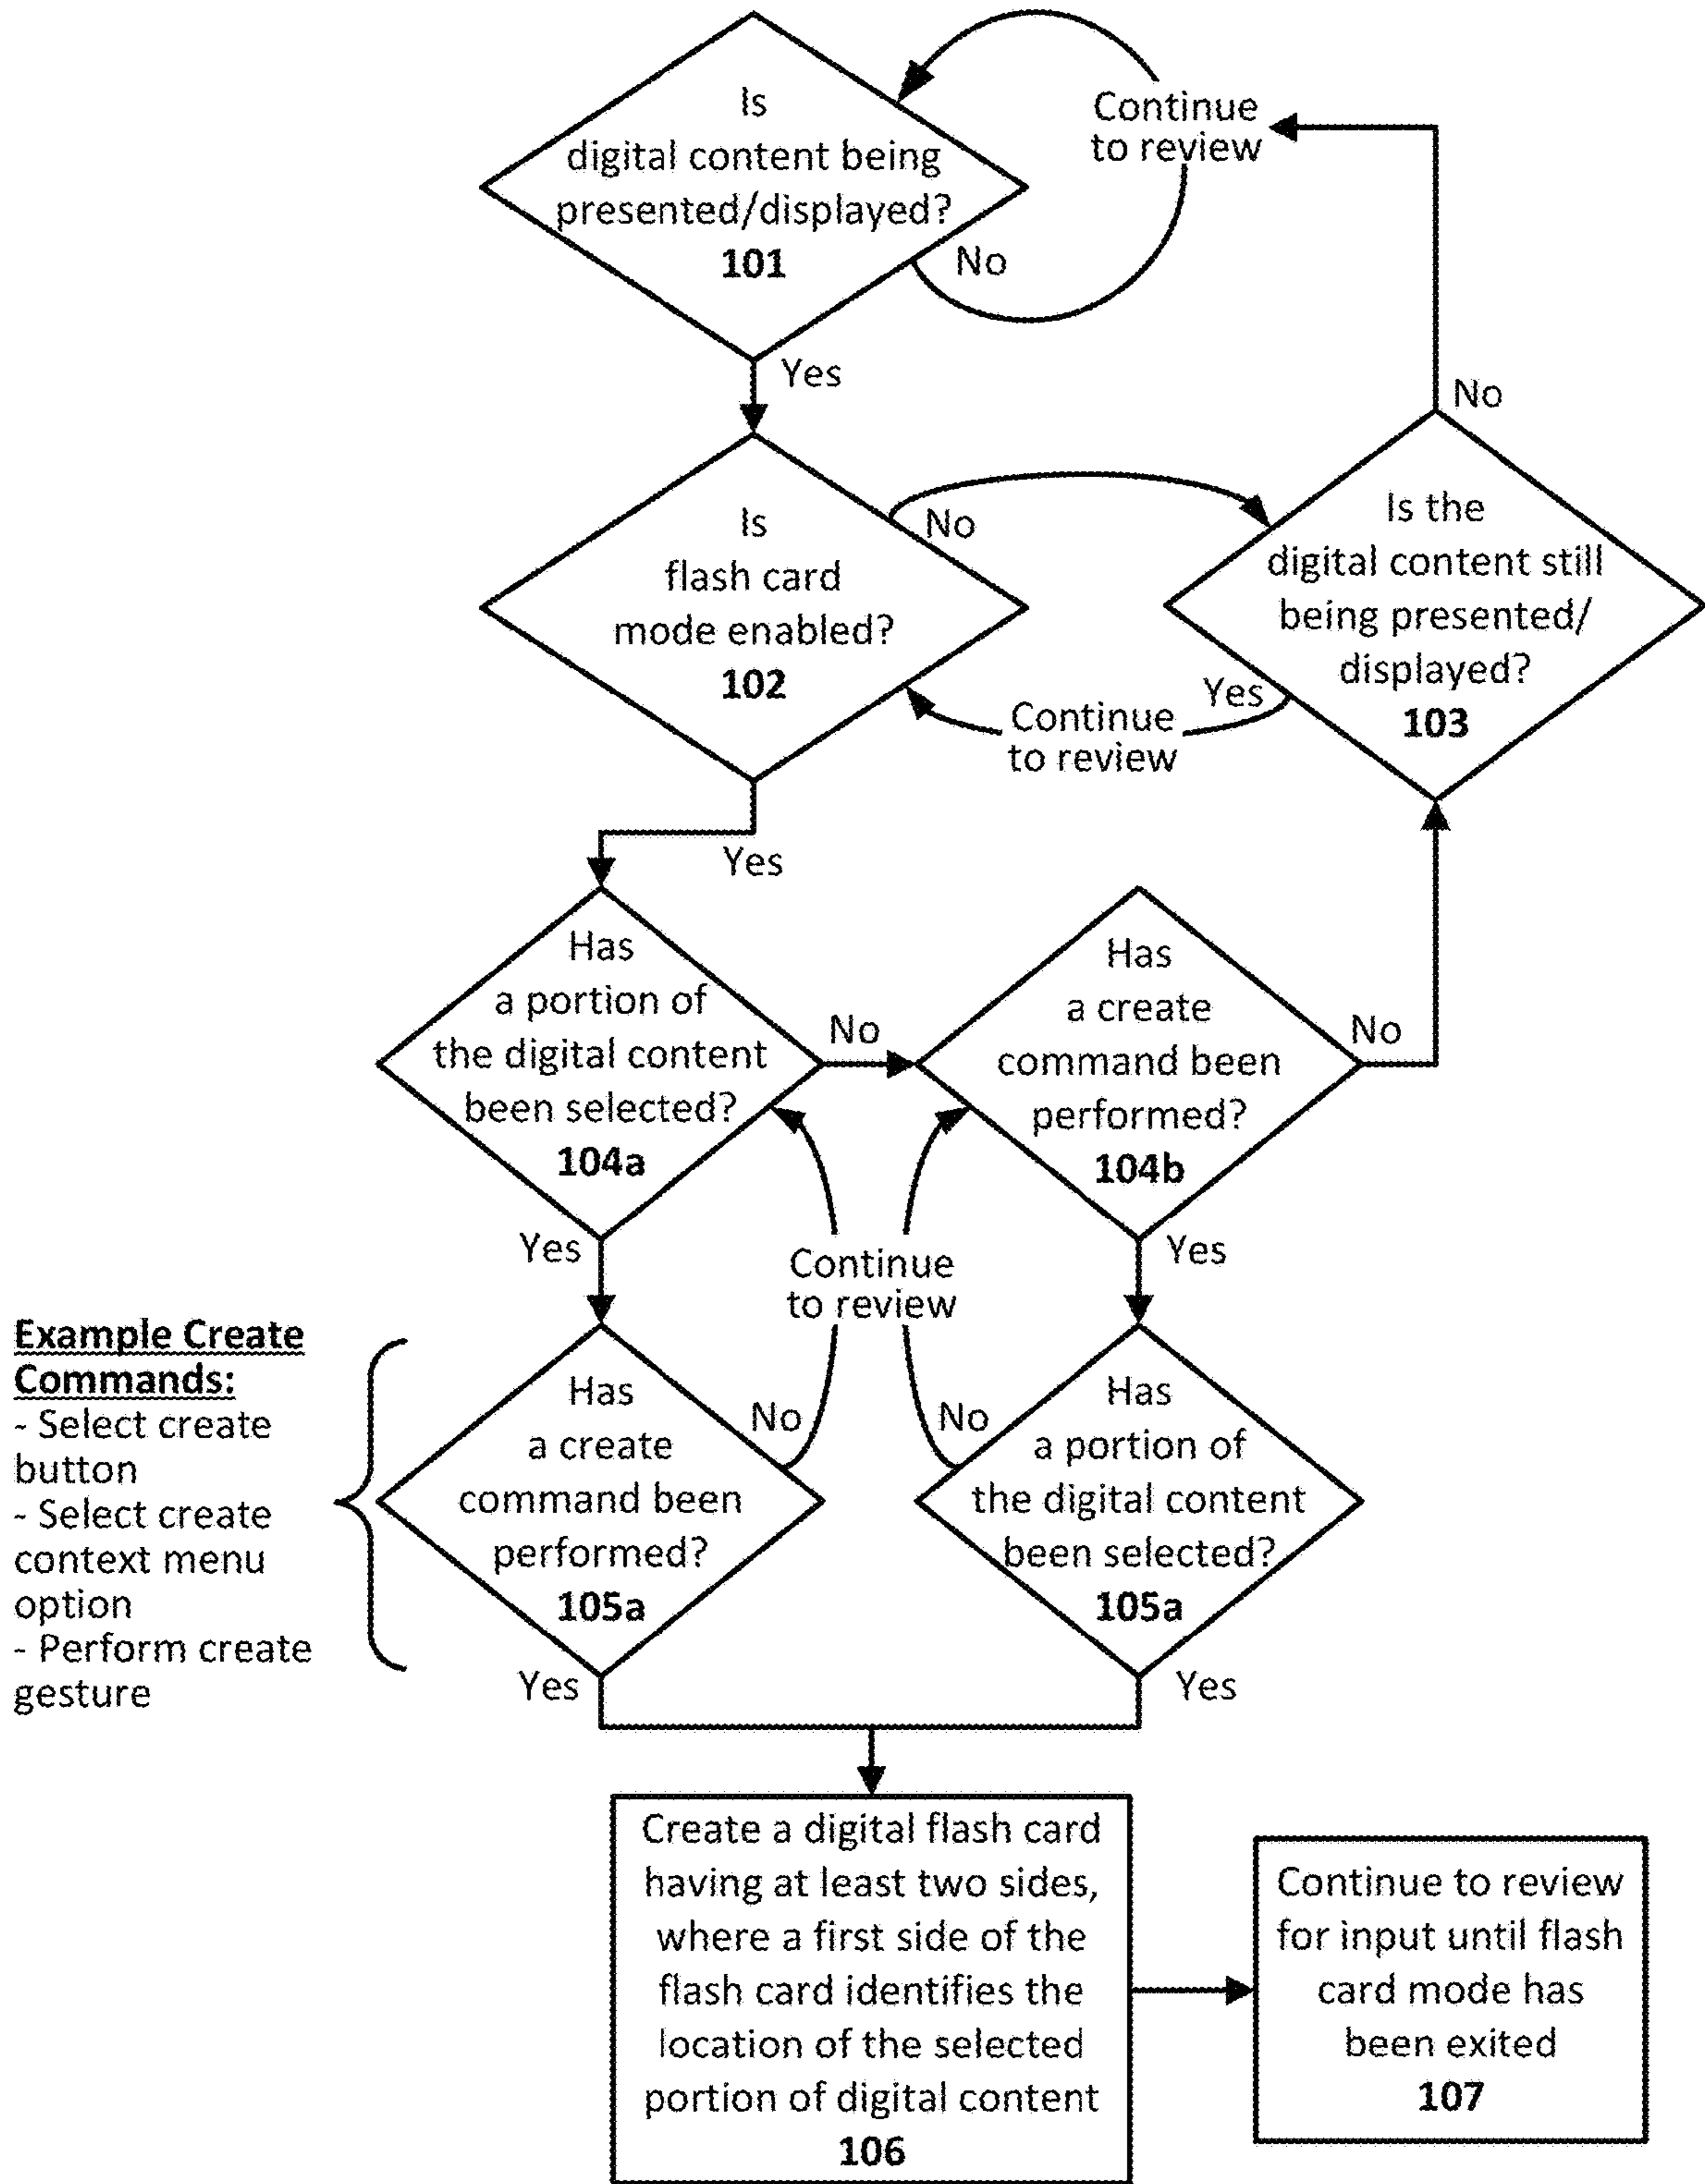 Is
digital content being
presented/displayed?
101
Continue
to review
No
Yes
Is
flash card
mode enabled?
102
No
No
Is the
digital content still
being presented/
displayed?
103
Yes
Continue
to review
Yes
Has
a portion of
the digital content
been selected?
104a
No
Has
a create
command been
performed?
104b
No
Yes
Continue
to review
Yes
Example Create
Commands:
- Select create
button
- Select create
context menu
option
- Perform create
gesture
Has
a create
command been
performed?
105a
No
No
Has
a portion of
the digital content
been selected?
105a
Yes
Yes
Create a digital flash card
having at least two sides,
where a first side of the
flash card identifies the
location of the selected
portion of digital content
106
Continue to review
for input until flash
card mode has
been exited
107